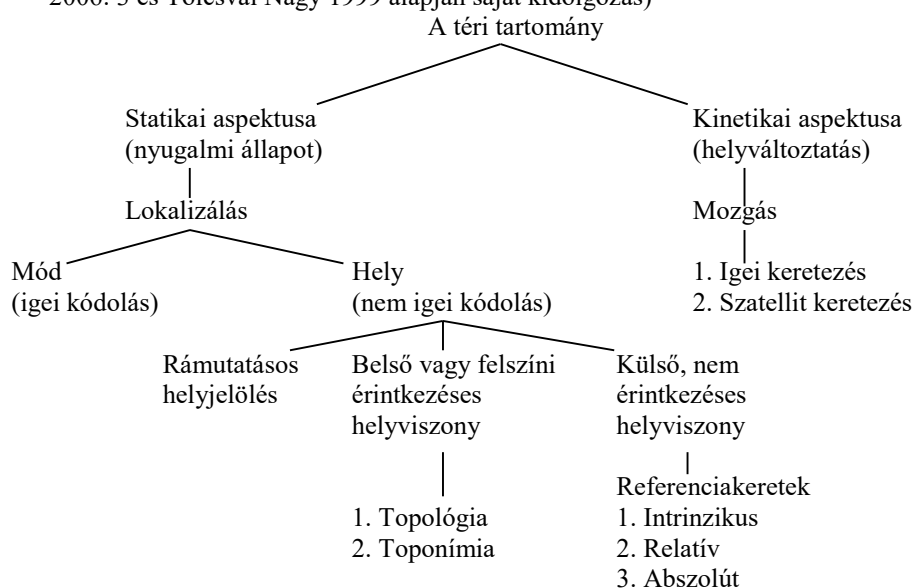 2006: 3 és Tolcsvai Nagy 1999 alapján saját kidolgozás)
A téri tartomány
Statikai aspektusa
(nyugalmi állapot)
Kinetikai aspektusa
(helyváltoztatás)
Lokalizálás
Mozgás
Mód
(igei kódolás)
Hely
(nem igei kódolás)
1. Igei keretezés
2. Szatellit keretezés
Rámutatásos
helyjelölés
Belső vagy felszíni
érintkezéses
helyviszony
Külső, nem
érintkezéses
helyviszony
1. Topológia
2. Toponímia
Referenciakeretek
1. Intrinzikus
2. Relatív
3. Abszolút